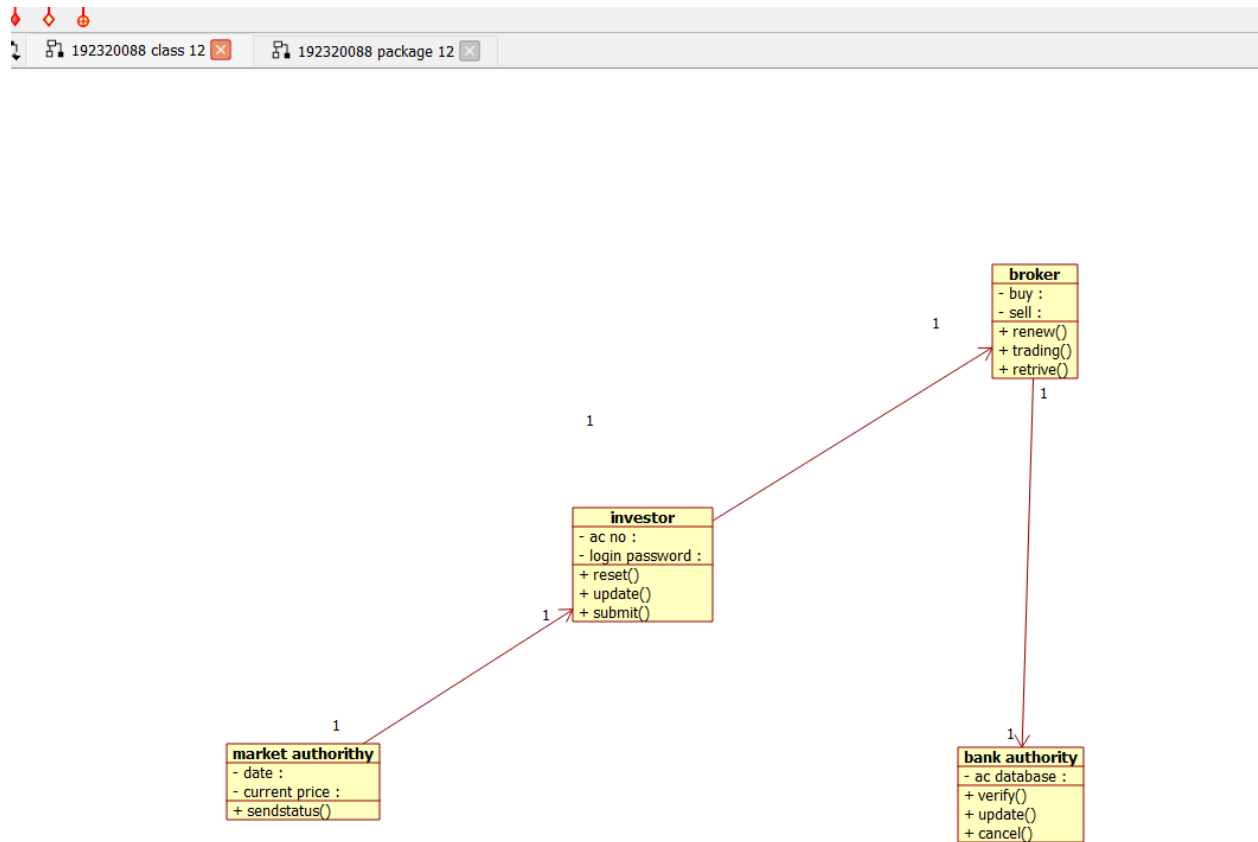 192320088 class 12
192320088 package 12
broker
- buy :
- sell :
+ renew()
+ trading()
+ retrive()
1
1
1
investor
- ac no :
- login password :
+ reset()
+ update()
+ submit()
1
1
market authorithy
- date :
- current price :
+ sendstatus()
1
bank authority
- ac database :
+ verify()
+ update()
+ cancel()